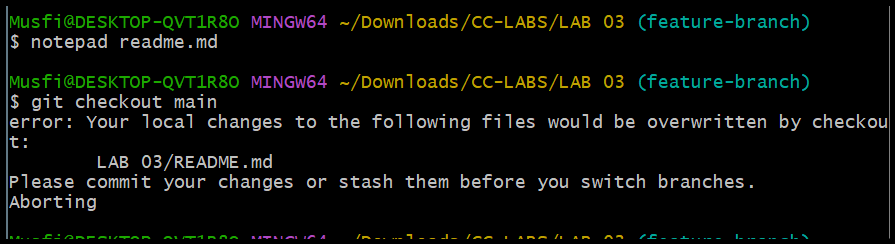 Musfi@DESKTOP-QVT1R8O MINGW64 ~/Downloads/CC-LABS/LAB 03 (feature-branch)
$ notepad readme.md
Musfi@DESKTOP-QVT1R8O MINGW64 ~/Downloads/CC-LABS/LAB 03 (feature-branch)
$ git checkout main
error: Your local changes to the following files would be overwritten by checkou
t:
        LAB 03/README.md
Please commit your changes or stash them before you switch branches.
Aborting
Musfi@DESKTOP-QVT1R8O MINGW64 ~/Downloads/CC-LABS/LAB 03 (feature-branch)